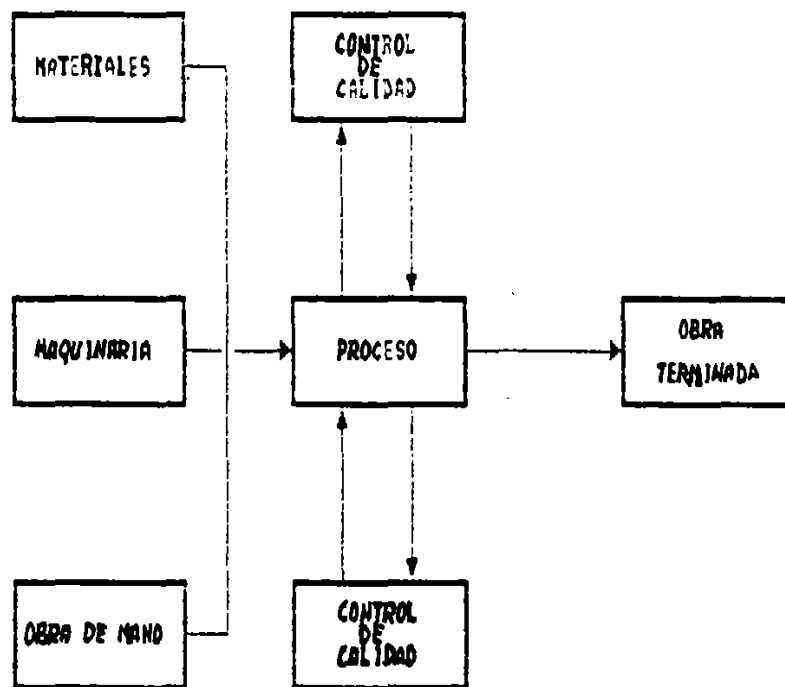 MATERIALES
CONTROL
DE
CALIDAD
MAQUINARIA
PROCESO
OBRA
TERMINADA
OBRA DE MANO
CONTROL
DE
CALIDAD